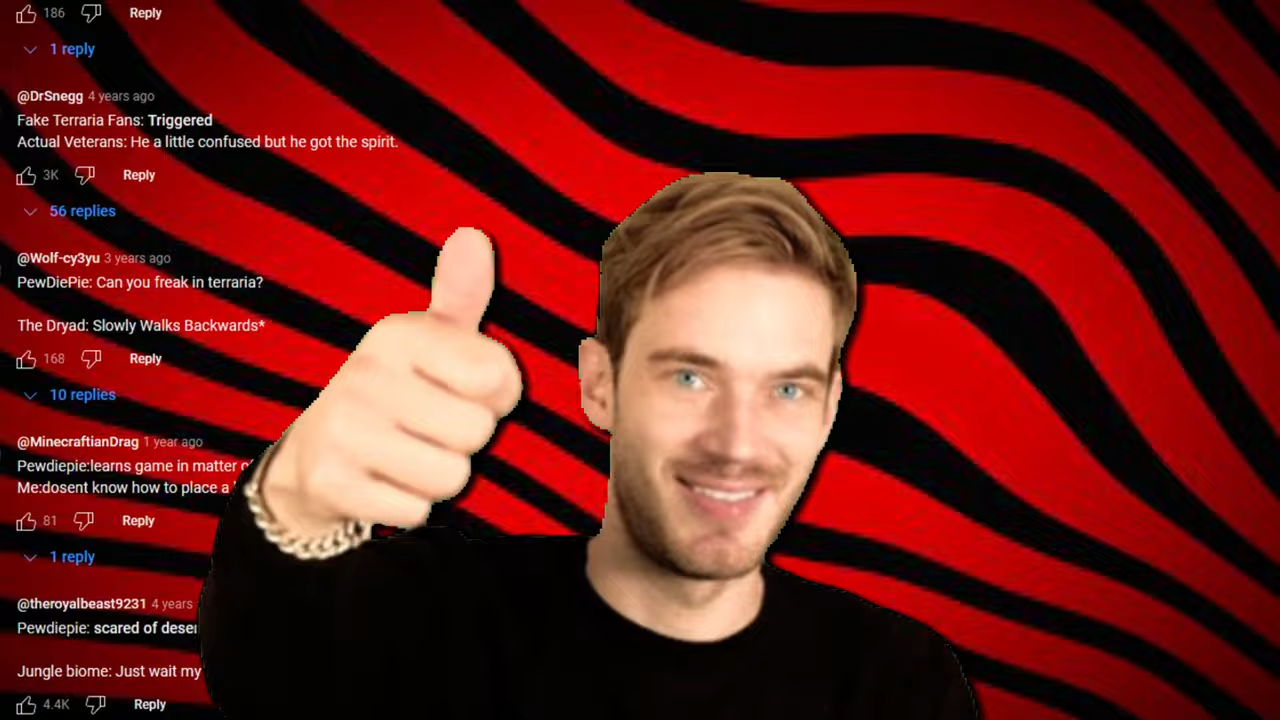 186 Reply
1 reply
@DrSnegg 4 years ago
Fake Terraria Fans: Triggered
Actual Veterans: He a little confused but he got the spirit.
3K Reply
56 replies
@Wolf-cy3yu 3 years ago
PewDiePie: Can you freak in terraria?
The Dryad: Slowly Walks Backwards*
168 Reply
10 replies
@MinecraftianDrag 1 year ago
Pewdiepie:learns game in matter
Me:dosent know how to place a
81 Reply
1 reply
@theroyalbeast9231 4 years
Pewdiepie: scared of
Jungle biome: Just wait my
4.4K Reply